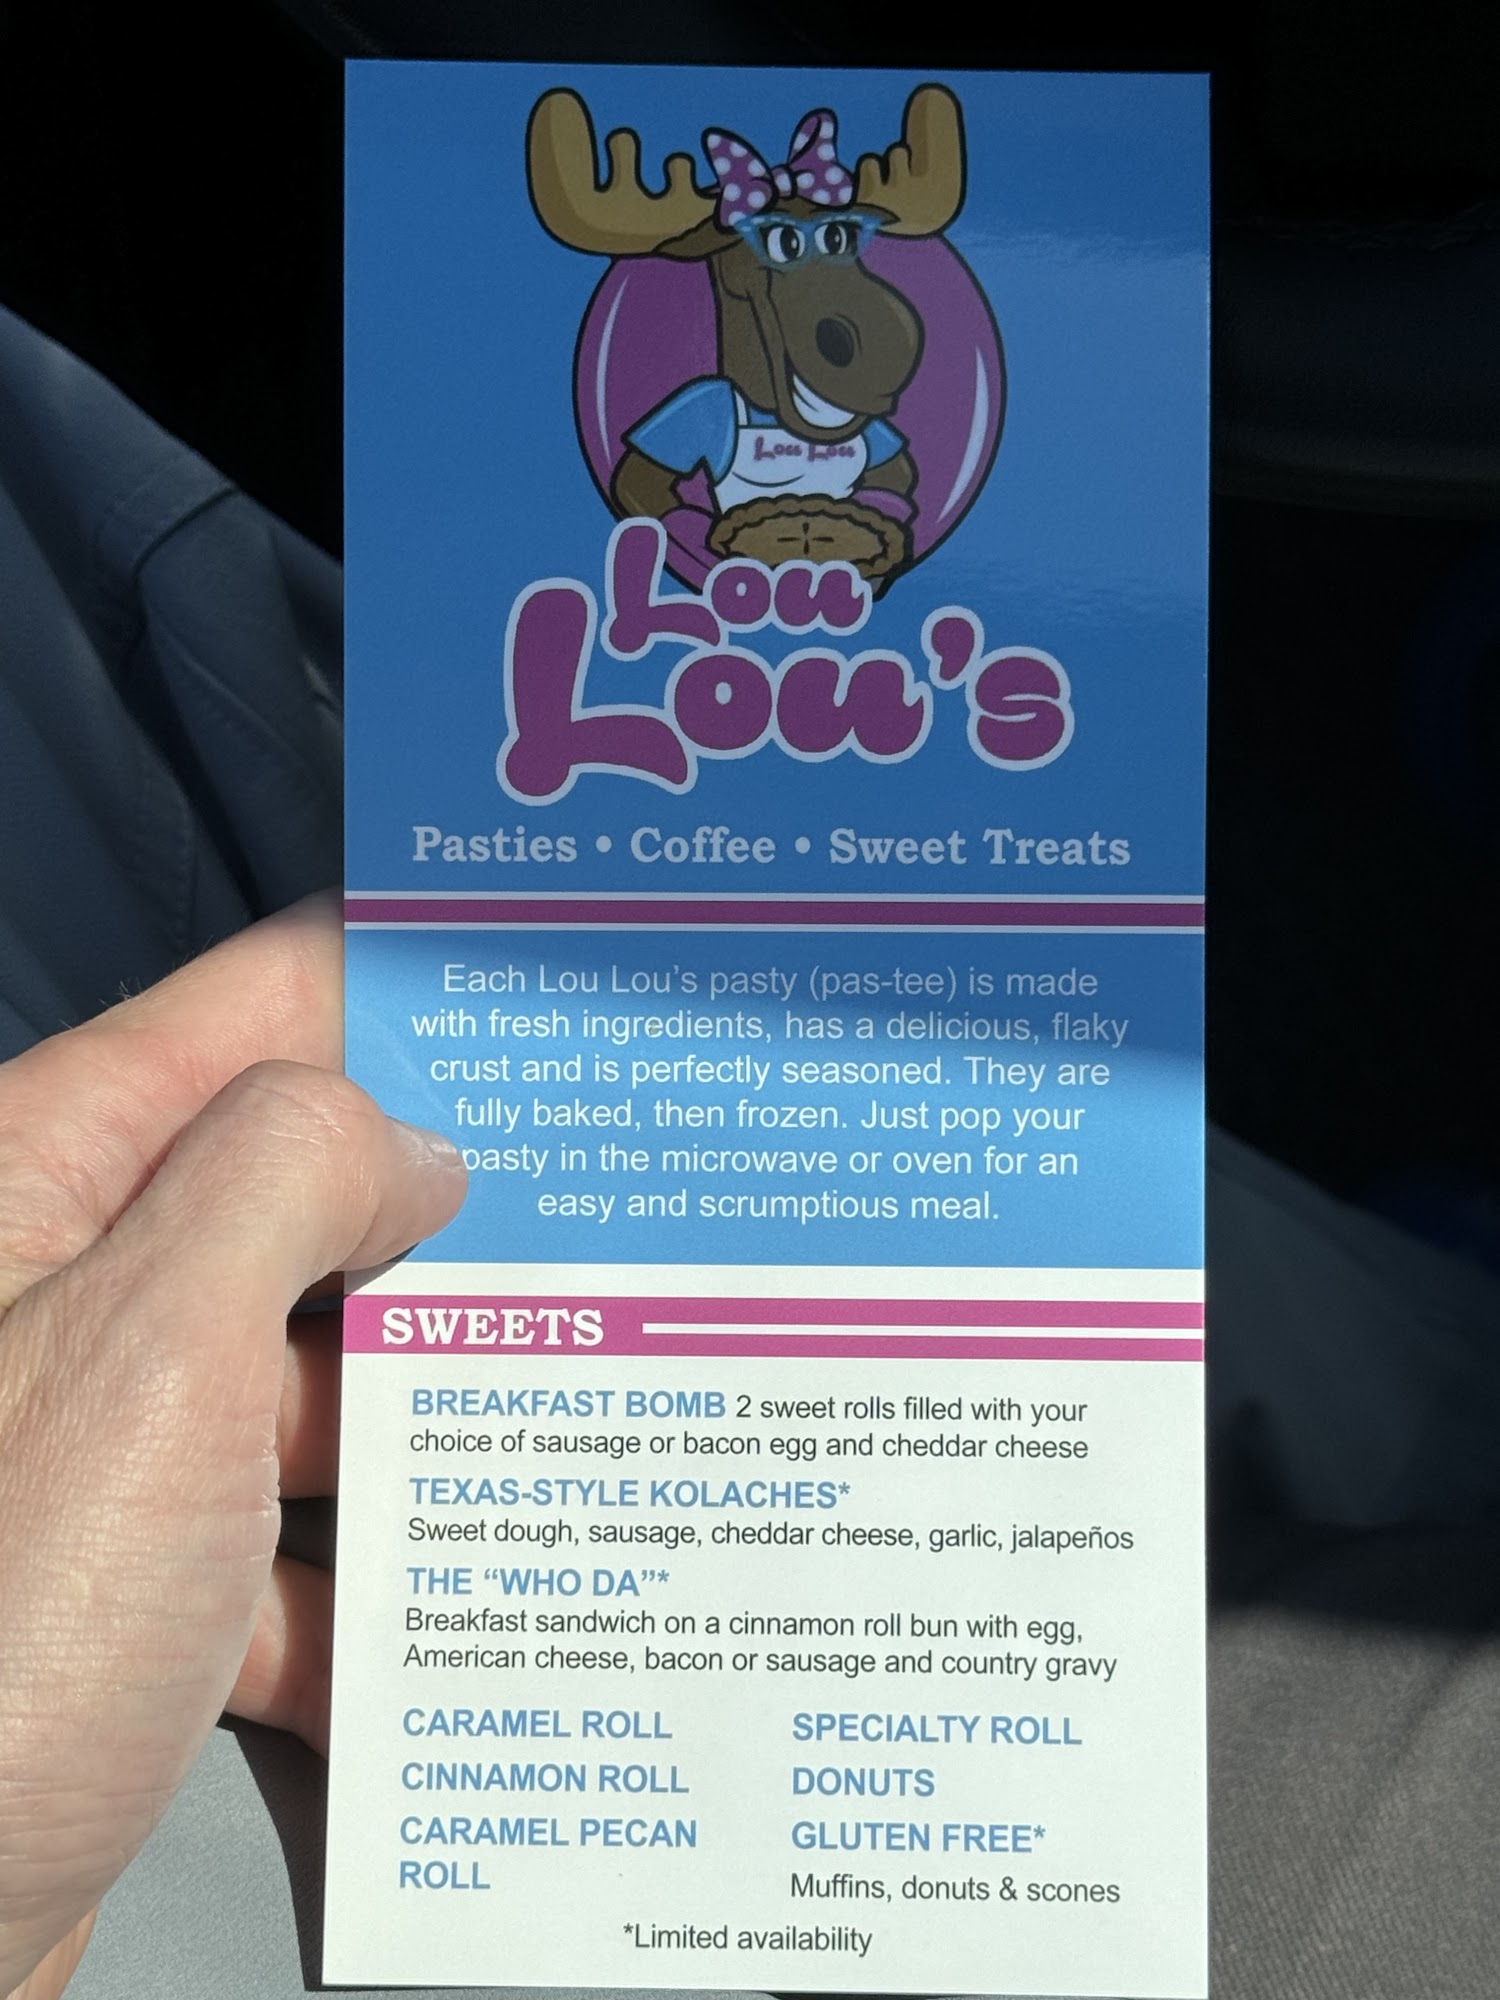 Lou Lou
Lou
Lou's
Pasties • Coffee • Sweet Treats
Each Lou Lou's pasty (pas-tee) is made
with fresh ingredients, has a delicious, flaky
crust and is perfectly seasoned. They are
fully baked, then frozen. Just pop your
pasty in the microwave or oven for an
easy and scrumptious meal.
SWEETS
BREAKFAST BOMB 2 sweet rolls filled with your
choice of sausage or bacon egg and cheddar cheese
TEXAS-STYLE KOLACHES*
Sweet dough, sausage, cheddar cheese, garlic, jalapeños
THE “WHO DA”*
Breakfast sandwich on a cinnamon roll bun with egg,
American cheese, bacon or sausage and country gravy
CARAMEL ROLL
CINNAMON ROLL
CARAMEL PECAN
ROLL
SPECIALTY ROLL
DONUTS
GLUTEN FREE*
Muffins, donuts & scones
*Limited availability